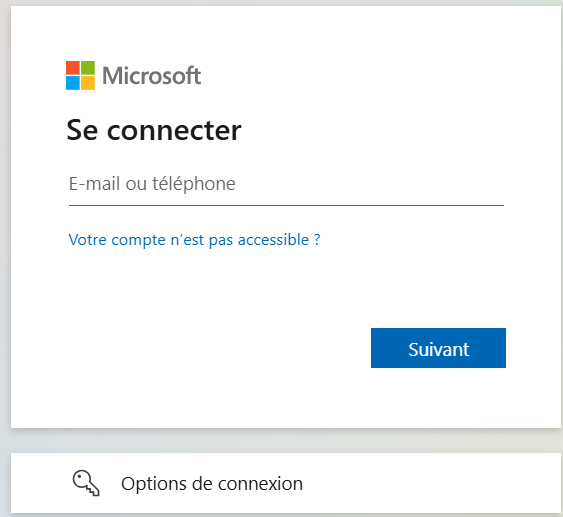 Microsoft
Se connecter
E-mail ou téléphone
Votre compte n’est pas accessible ?
Suivant
Options de connexion